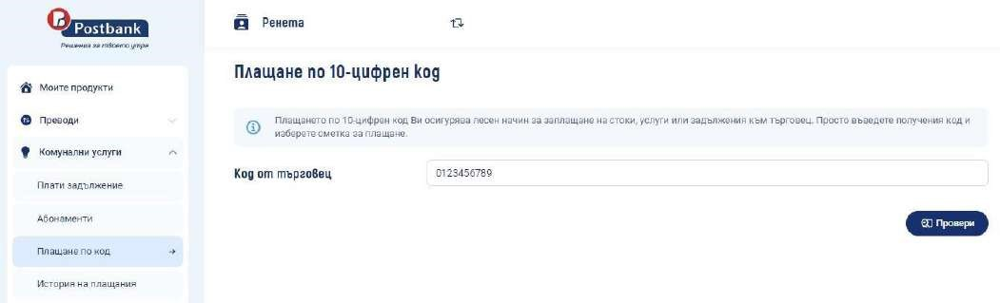 Postbank
Решения за твоето утре
Моите продукти
Преводи
Комунални услуги
Плати задължение
Абонаменти
Плащане по код
История на плащания
Ренета
Плащане по 10-цифрен код
Плащането по 10-цифрен код Ви осигурява лесен начин за заплащане на стоки, услуги или задължения към търговец. Просто въведете получения код и
изберете сметка за плащане.
Код от търговец
0123456789
Провери